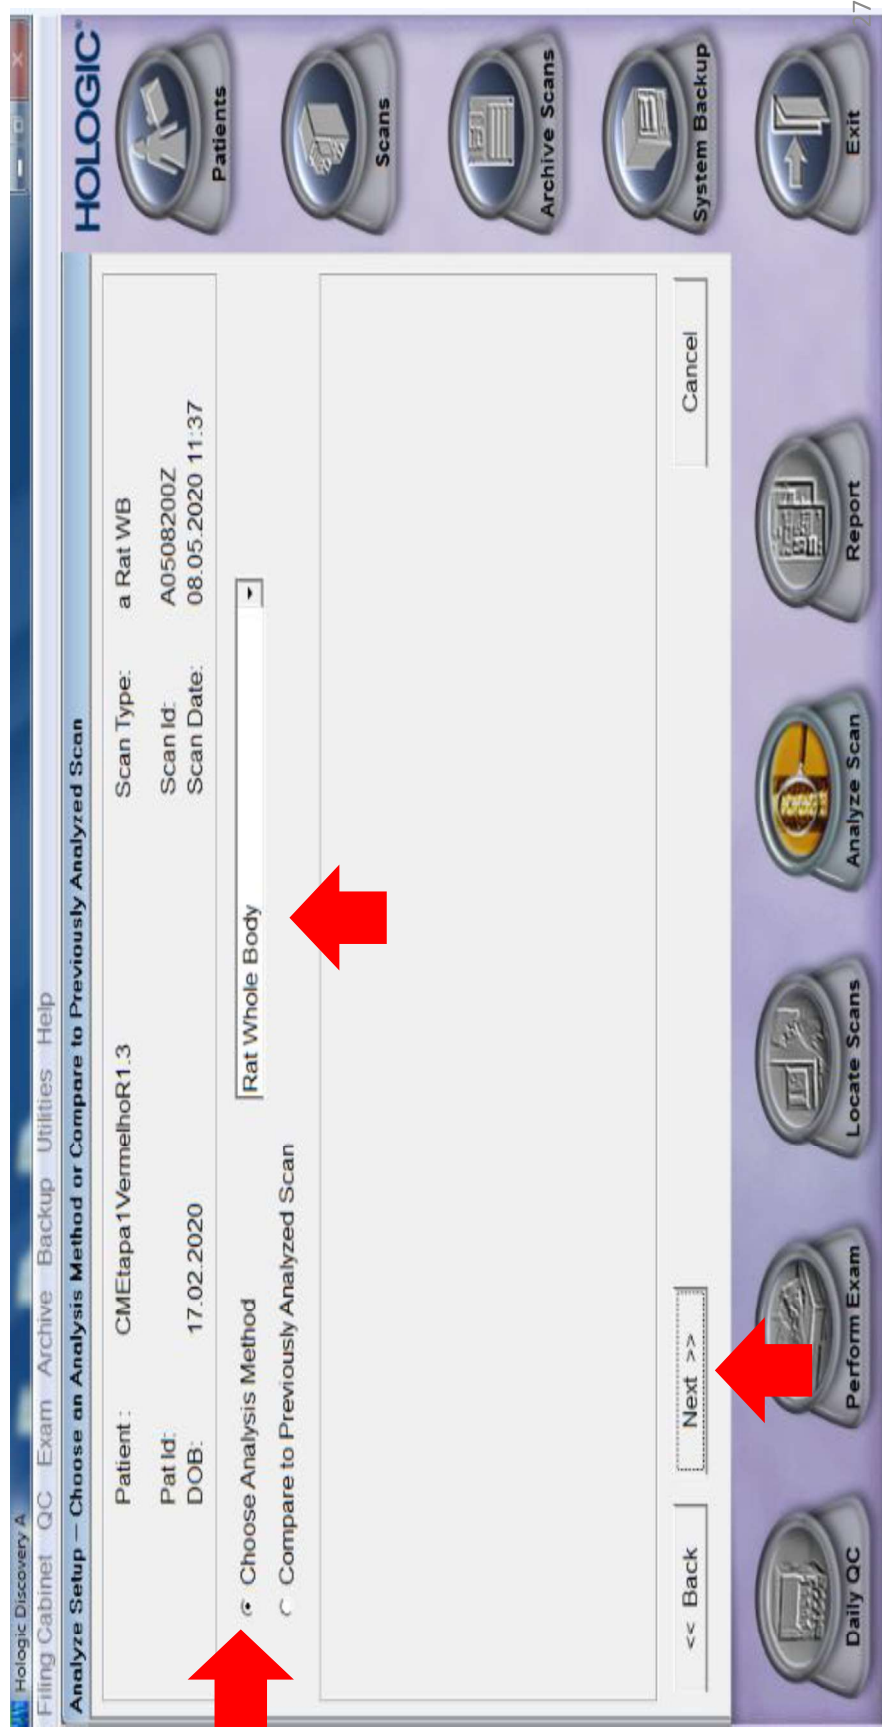 Hologic Discovery A
Filing Cabinet QC Exam Archive Backup Utilities Help
Analyze Setup – Choose an Analysis Method or Compare to Previously Analyzed Scan
HOLOGIC
Patient : CMEtapa1VermelhoR1.3 Scan Type: a Rat WB
Pat Id: Scan Id: A0508200Z
DOB: 17.02.2020 Scan Date: 08.05.2020 11:37
Choose Analysis Method Rat Whole Body
Compare to Previously Analyzed Scan
<< Back Next >> Cancel
Patients
Scans
Archive Scans
System Backup
Daily QC Perform Exam Locate Scans Analyze Scan Report Exit
27